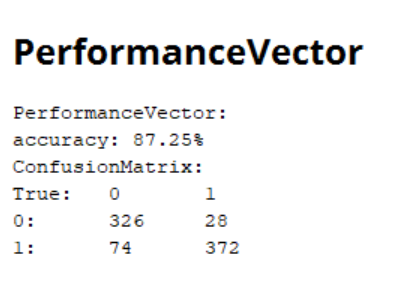 PerformanceVector
PerformanceVector:
accuracy: 87.25%
ConfusionMatrix:
True:	0	1
0:	326	28
1:	74	372